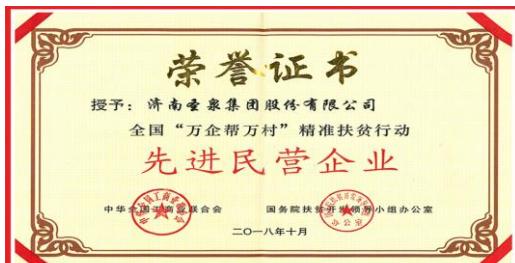 荣誉证书
授予：济南圣泉集团股份有限公司
全国“万企帮万村”精准扶贫行动
先进民营企业
中华全国工商业联合会 国务院扶贫开发领导小组办公室
二〇一八年十月